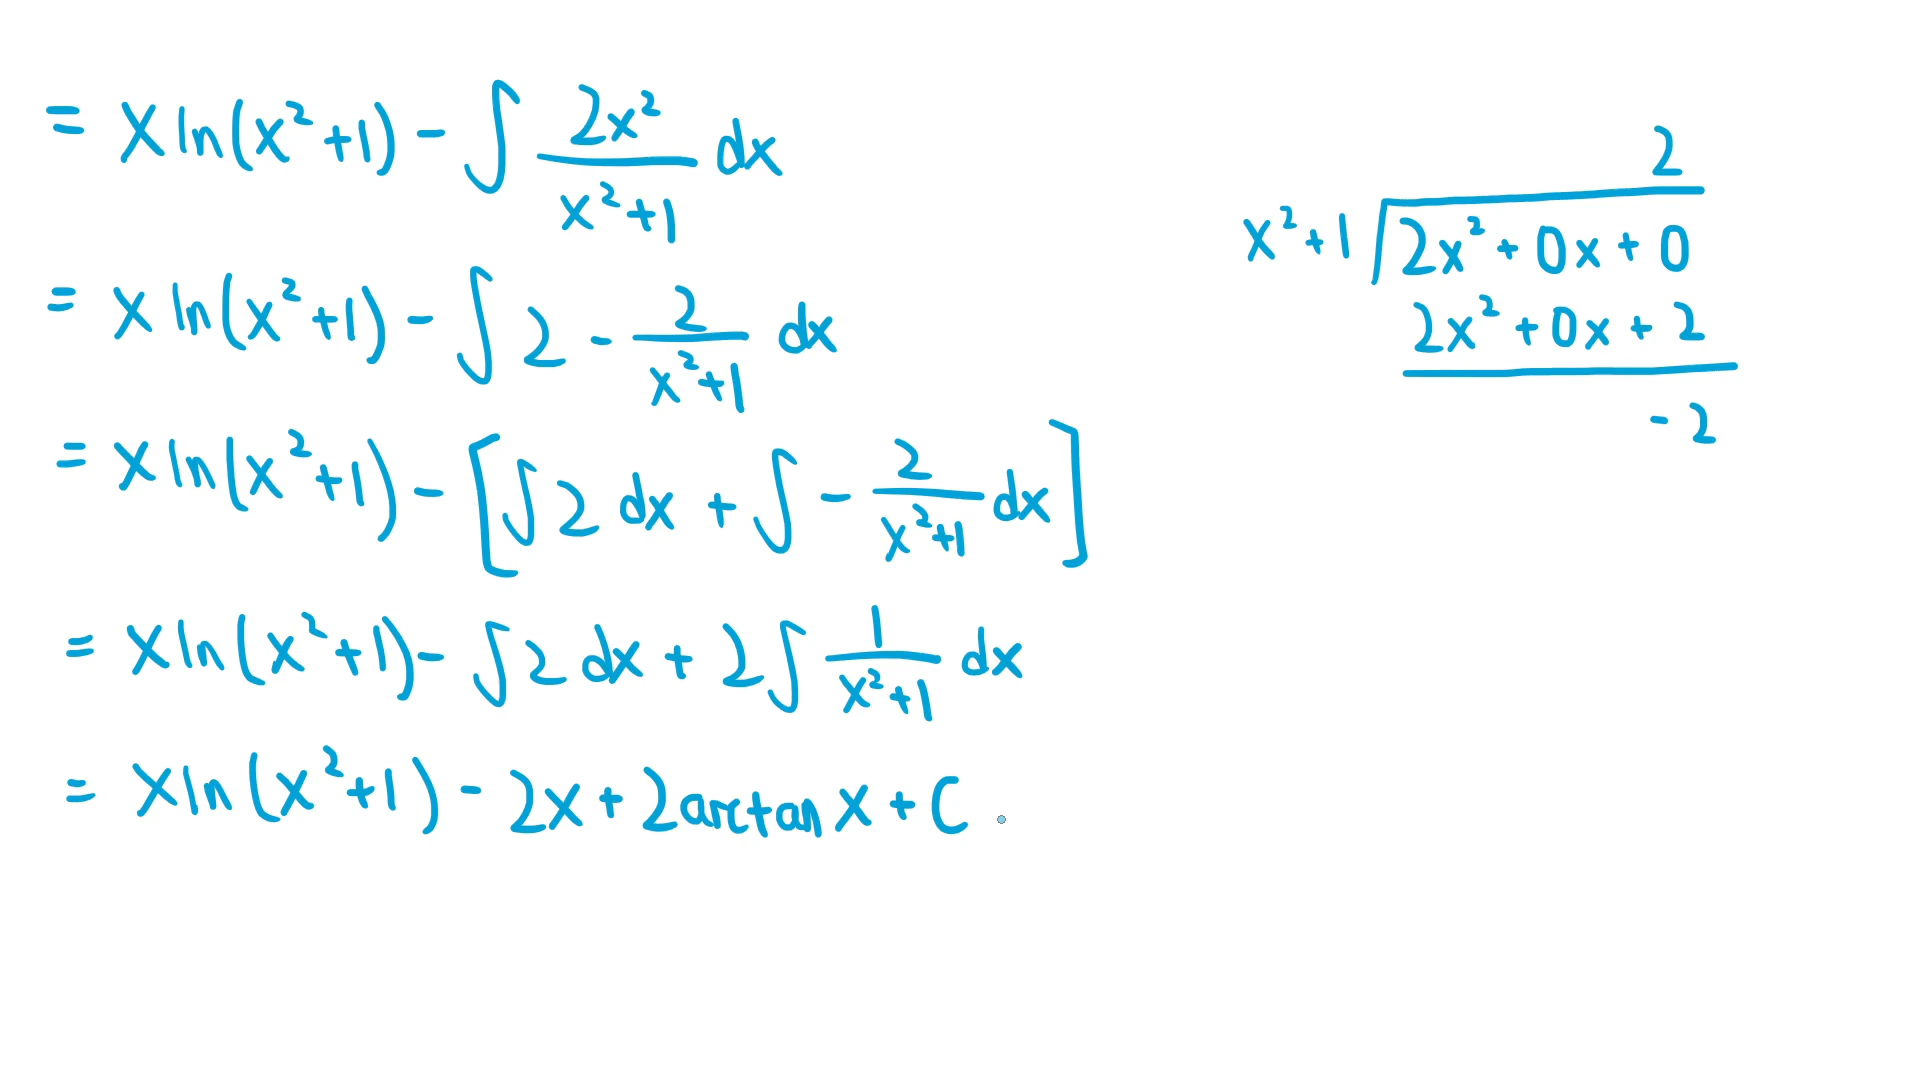 = x ln(x²+1) - ∫ 2x²/(x²+1) dx
= x ln(x²+1) - ∫ 2 - 2/(x²+1) dx
= x ln(x²+1) - [∫ 2 dx + ∫ - 2/(x²+1) dx]
= x ln(x²+1) - ∫ 2 dx + 2 ∫ 1/(x²+1) dx
= x ln(x²+1) - 2x + 2 arctan x + C
2
x²+1 √ 2x² + 0x + 0
2x² + 0x + 2
-2